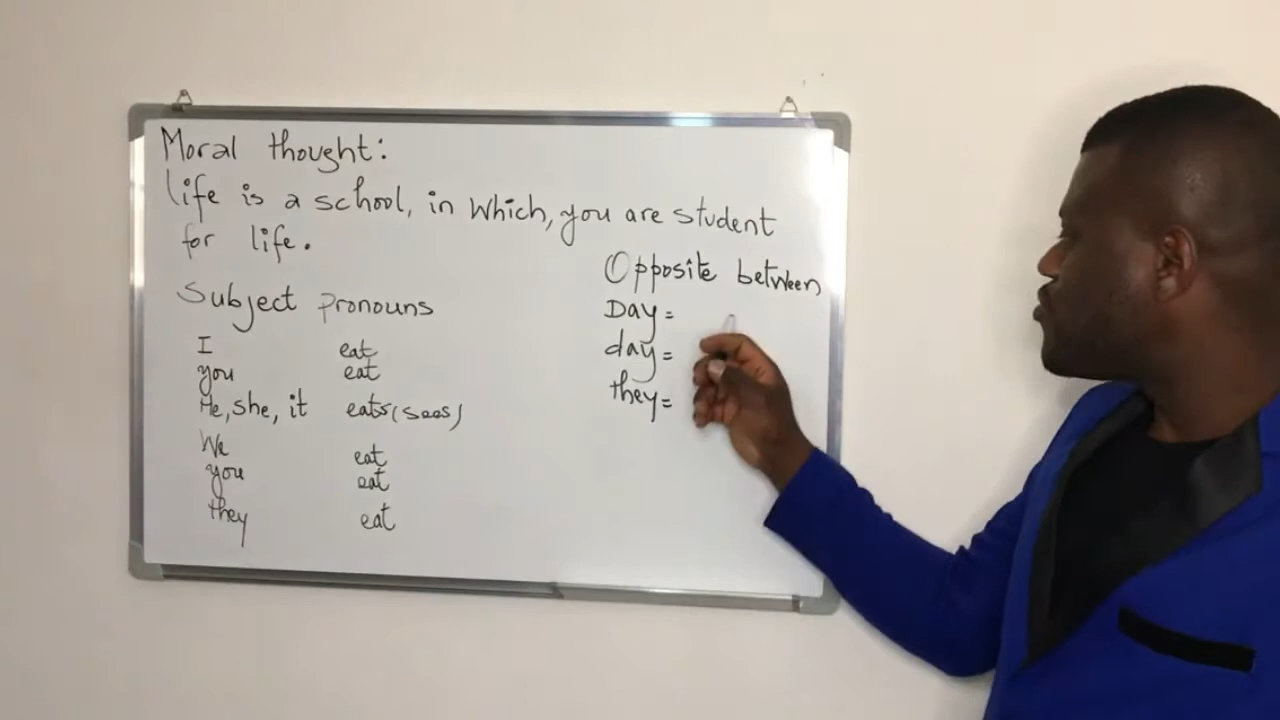 Moral thought:
life is a school, in which, you are student
for life.
Subject pronouns
I eat
you eat
He, she, it eats (sees)
We eat
you eat
they eat
Opposite between
Day =
day =
they =